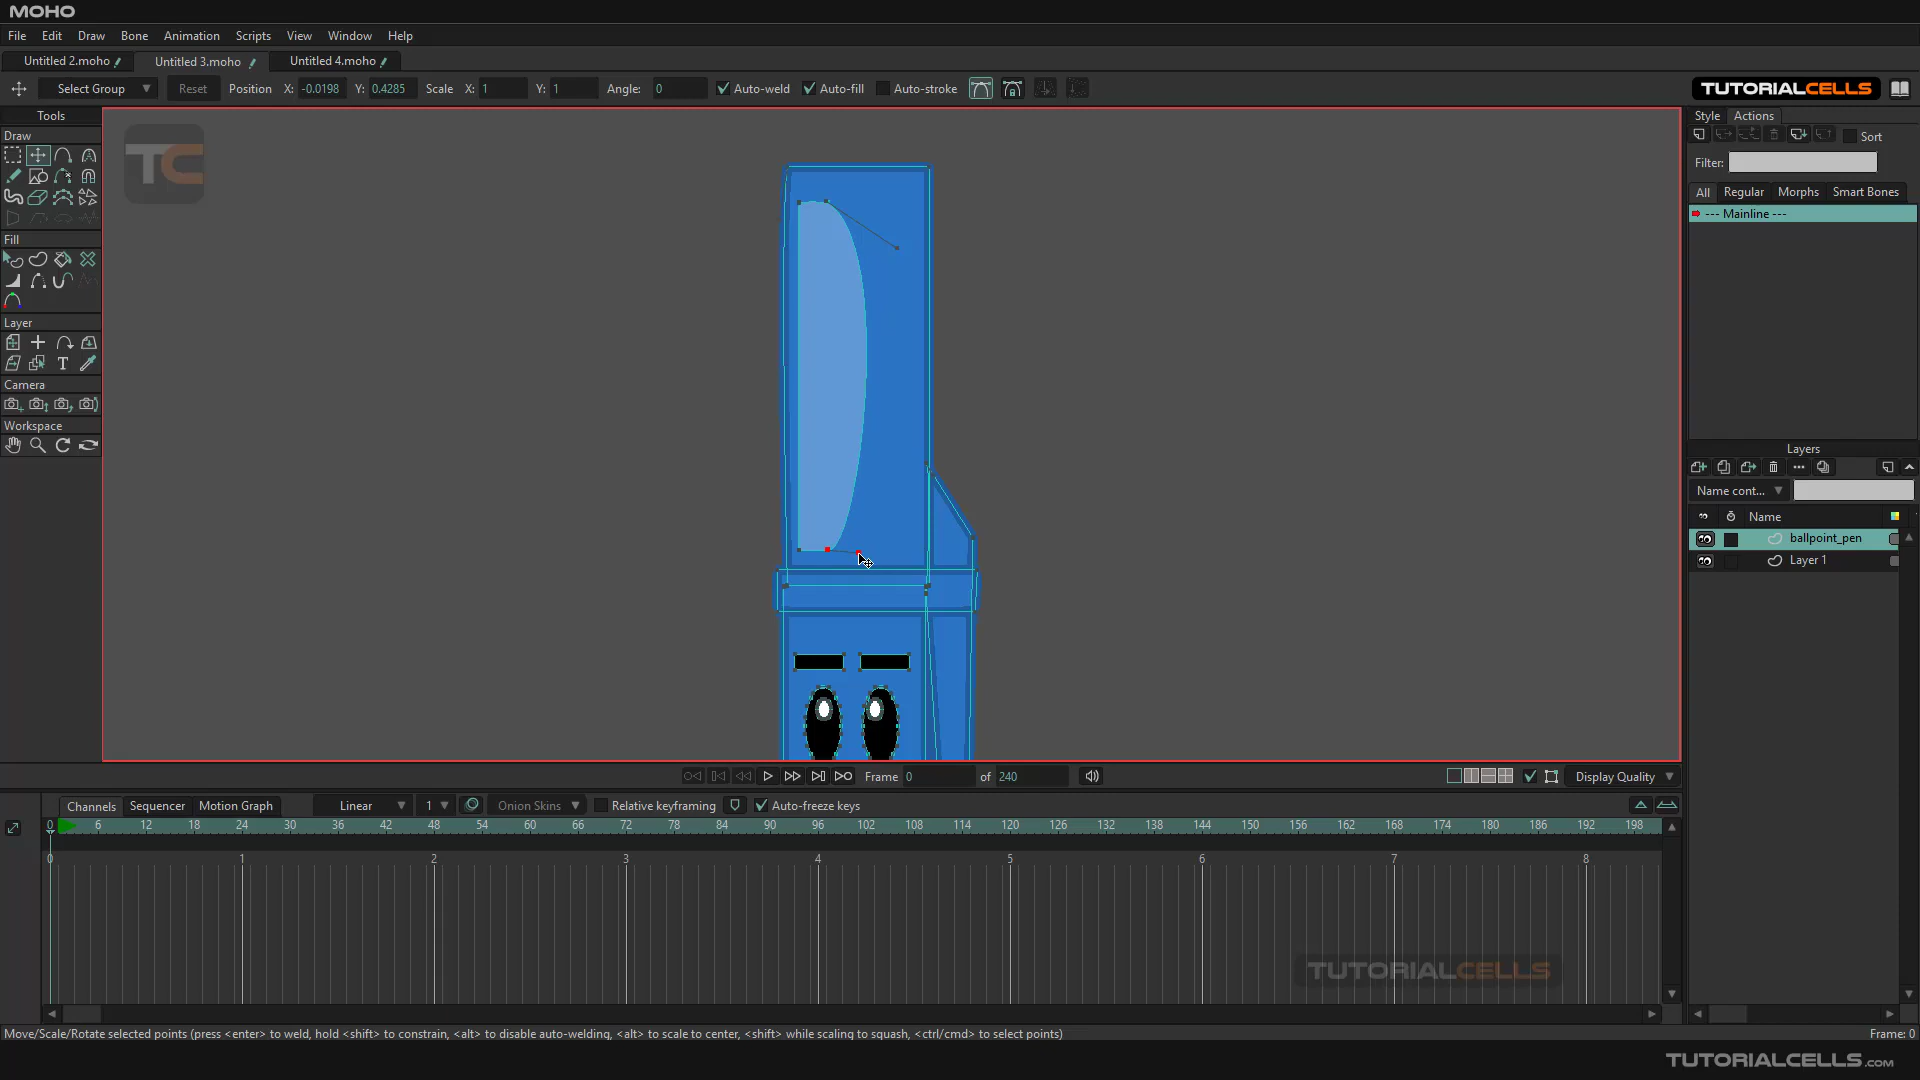 MOHO
File Edit Draw Bone Animation Scripts View Window Help
Untitled 2.moho Untitled 3.moho Untitled 4.moho
Select Group Reset Position X: -0.0198 Y: 0.4285 Scale X: 1 Y: 1 Angle: 0 Auto-weld Auto-fill Auto-stroke TUTORIALCELLS
Tools
Style Actions
Draw
Sort
TC
Filter:
All Regular Morphs Smart Bones
--- Mainline ---
Fill
Layer
Camera
Workspace
Layers
Name cont...
Name
ballpoint_pen
Layer 1
Frame 0 of 240 Display Quality
Channels Sequencer Motion Graph Linear 1 Onion Skins Relative keyframing Auto-freeze keys
0 6 12 18 24 30 36 42 48 54 60 66 72 78 84 90 96 102 108 114 120 126 132 138 144 150 156 162 168 174 180 186 192 198
0 1 2 3 4 5 6 7 8
TUTORIALCELLS
Move/Scale/Rotate selected points (press <enter> to weld, hold <shift> to constrain, <alt> to disable auto-welding, <alt> to scale to center, <shift> while scaling to squash, <ctrl/cmd> to select points) Frame: 0
TUTORIALCELLS.COM